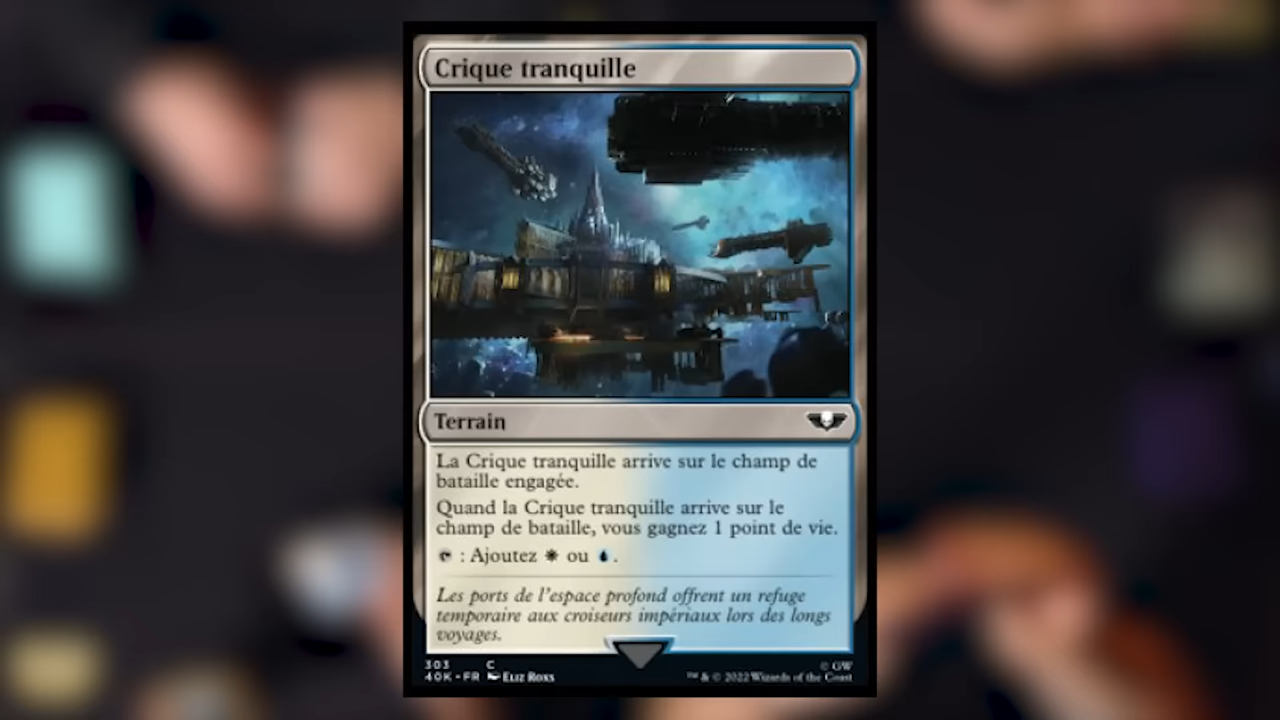 Crique tranquille
Terrain
La Crique tranquille arrive sur le champ de
bataille engagée.
Quand la Crique tranquille arrive sur le
champ de bataille, vous gagnez 1 point de vie.
: Ajoutez ou .
Les ports de l'espace profond offrent un refuge
temporaire aux croiseurs impériaux lors des longs
voyages.
303 C © GW
40K • FR Eliz Roxs ™ & © 2022 Wizards of the Coast